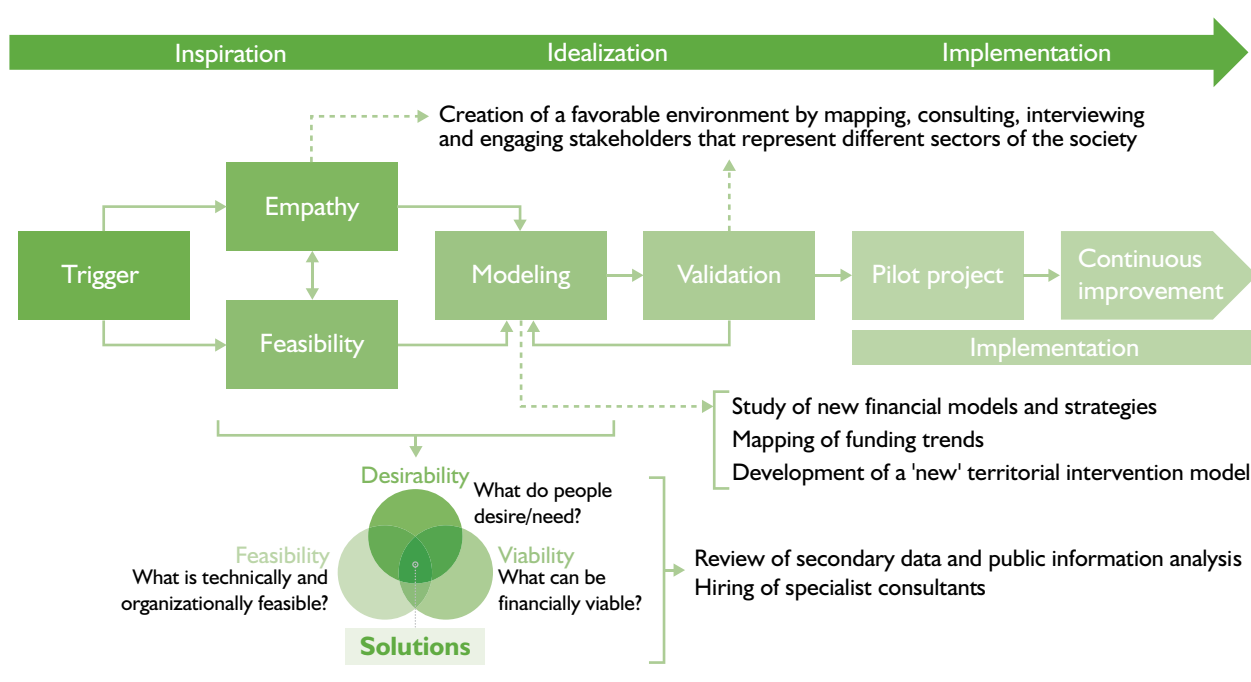 Inspiration
Idealization
Implementation
Creation of a favorable environment by mapping, consulting, interviewing
and engaging stakeholders that represent different sectors of the society
Empathy
Trigger
Modeling
Validation
Pilot project
Continuous
improvement
Feasibility
Implementation
Study of new financial models and strategies
Mapping of funding trends
Development of a 'new' territorial intervention model
Desirability
What do people
desire/need?
Feasibility
What is technically and
organizationally feasible?
Viability
What can be
financially viable?
Review of secondary data and public information analysis
Hiring of specialist consultants
Solutions